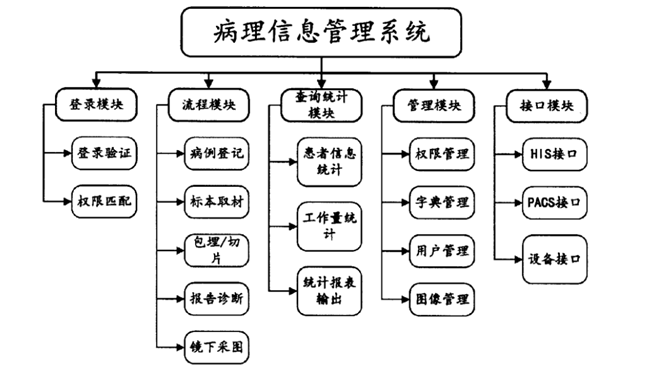 病理信息管理系统
登录模块
流程模块
查询统计
模块
管理模块
接口模块
登录验证
权限匹配
病例登记
标本取材
包埋/切
片
报告诊断
镜下采图
患者信息
统计
工作量统
计
统计报表
输出
权限管理
字典管理
用户管理
图像管理
HIS接口
PACS接口
设备接口